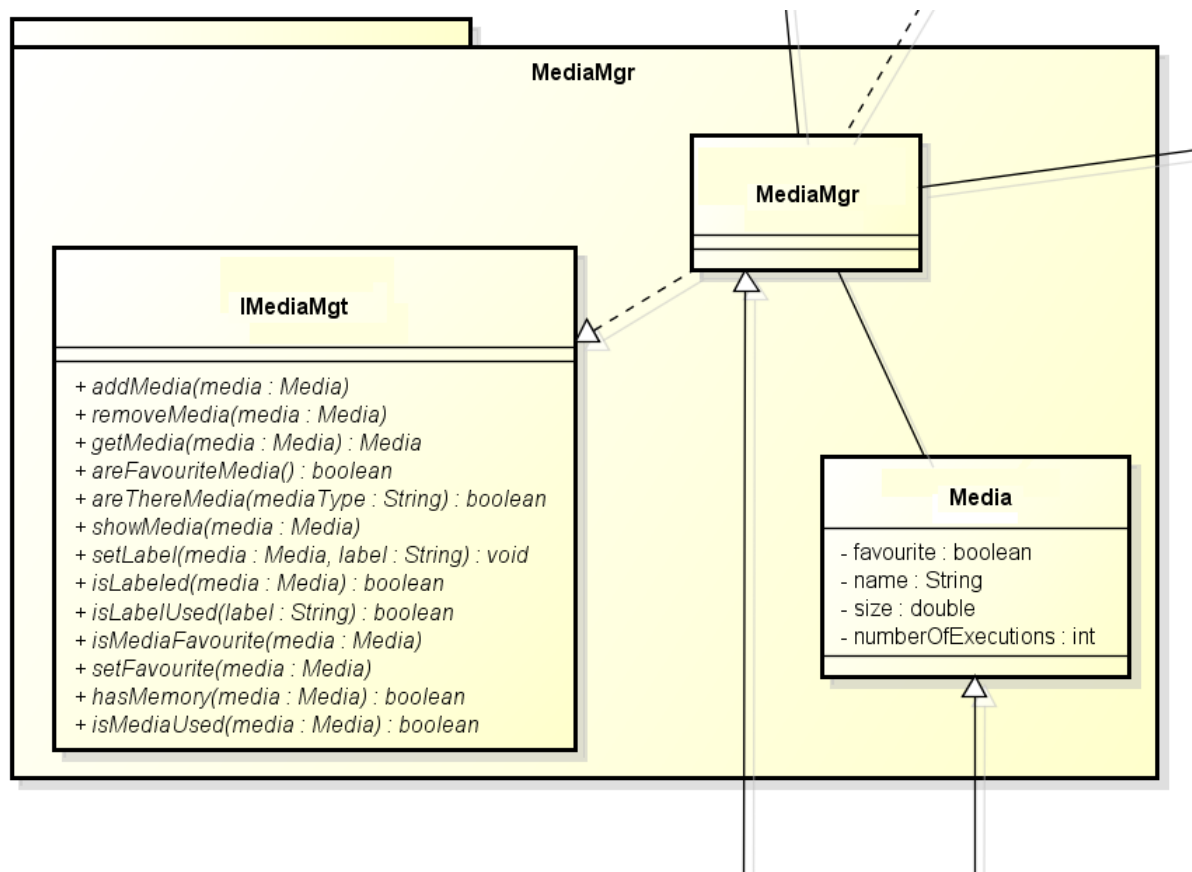 MediaMgr
MediaMgr
IMediaMgt
+ addMedia(media : Media)
+ removeMedia(media : Media)
+ getMedia(media : Media) : Media
+ areFavouriteMedia() : boolean
+ areThereMedia(mediaType : String) : boolean
+ showMedia(media : Media)
+ setLabel(media : Media, label : String) : void
+ isLabeled(media : Media) : boolean
+ isLabelUsed(label : String) : boolean
+ isMediaFavourite(media : Media)
+ setFavourite(media : Media)
+ hasMemory(media : Media) : boolean
+ isMediaUsed(media : Media) : boolean
Media
- favourite : boolean
- name : String
- size : double
- numberOfExecutions : int